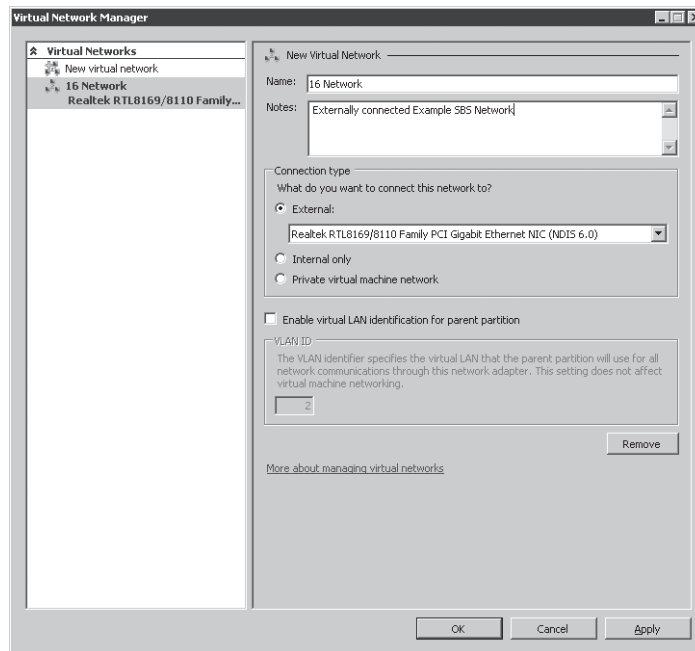 Virtual Network Manager
Virtual Networks
New virtual network
16 Network
Realtek RTL8169/8110 Family...
New Virtual Network
Name:
16 Network
Notes:
Externally connected Example SBS Network
Connection type
What do you want to connect this network to?
External:
Realtek RTL8169/8110 Family PCI Gigabit Ethernet NIC (NDIS 6.0)
Internal only
Private virtual machine network
Enable virtual LAN identification for parent partition
VLAN ID
The VLAN identifier specifies the virtual LAN that the parent partition will use for all
network communications through this network adapter. This setting does not affect
virtual machine networking.
2
Remove
More about managing virtual networks
OK
Cancel
Apply